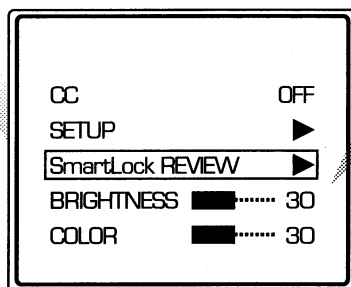 CC OFF
SETUP ▶
SmartLock REVIEW ▶
BRIGHTNESS 30
COLOR 30